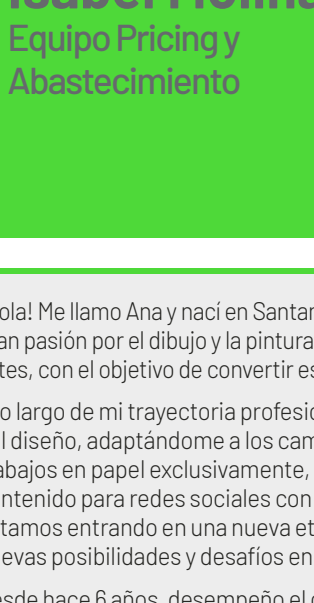 Isabel Molina
Equipo Pricing y
Abastecimiento
ola! Me llamo Ana y nací en Santan
an pasión por el dibujo y la pintura
tes, con el objetivo de convertir es
o largo de mi trayectoria profesio
l diseño, adaptándome a los cam
abajos en papel exclusivamente,
ntenido para redes sociales con
tamos entrando en una nueva et
evas posibilidades y desafíos en
esde hace 6 años, desempeño el c